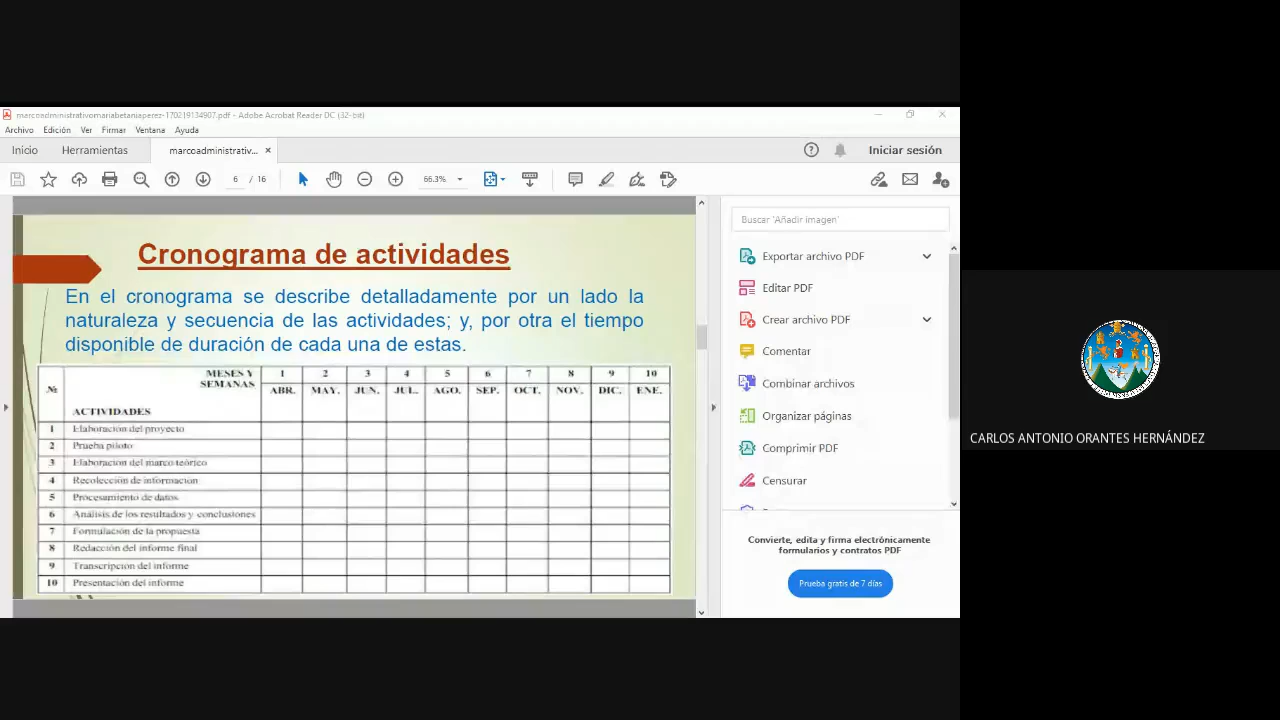 marcoadministrativomariabetaniaperez-170219134907.pdf - Adobe Acrobat Reader DC (32-bit)
Archivo Edición Ver Firmar Ventana Ayuda
Inicio Herramientas marcoadministrativ... × Iniciar sesión
6 / 16 66.3%
Cronograma de actividades
En el cronograma se describe detalladamente por un lado la
naturaleza y secuencia de las actividades; y, por otra el tiempo
disponible de duración de cada una de estas.
Nº MESES Y SEMANAS 1 2 3 4 5 6 7 8 9 10
ACTIVIDADES ABR. MAY. JUN. JUL. AGO. SEP. OCT. NOV. DIC. ENE.
1 Elaboración del proyecto
2 Prueba piloto
3 Elaboración del marco teórico
4 Recolección de información
5 Procesamiento de datos
6 Análisis de los resultados y conclusiones
7 Formulación de la propuesta
8 Redacción del informe final
9 Transcripción del informe
10 Presentación del informe
Buscar 'Añadir imagen'
Exportar archivo PDF
Editar PDF
Crear archivo PDF
Comentar
Combinar archivos
Organizar páginas
Comprimir PDF
Censurar
Convierte, edita y firma electrónicamente
formularios y contratos PDF
Prueba gratis de 7 días
CARLOS ANTONIO ORANTES HERNÁNDEZ